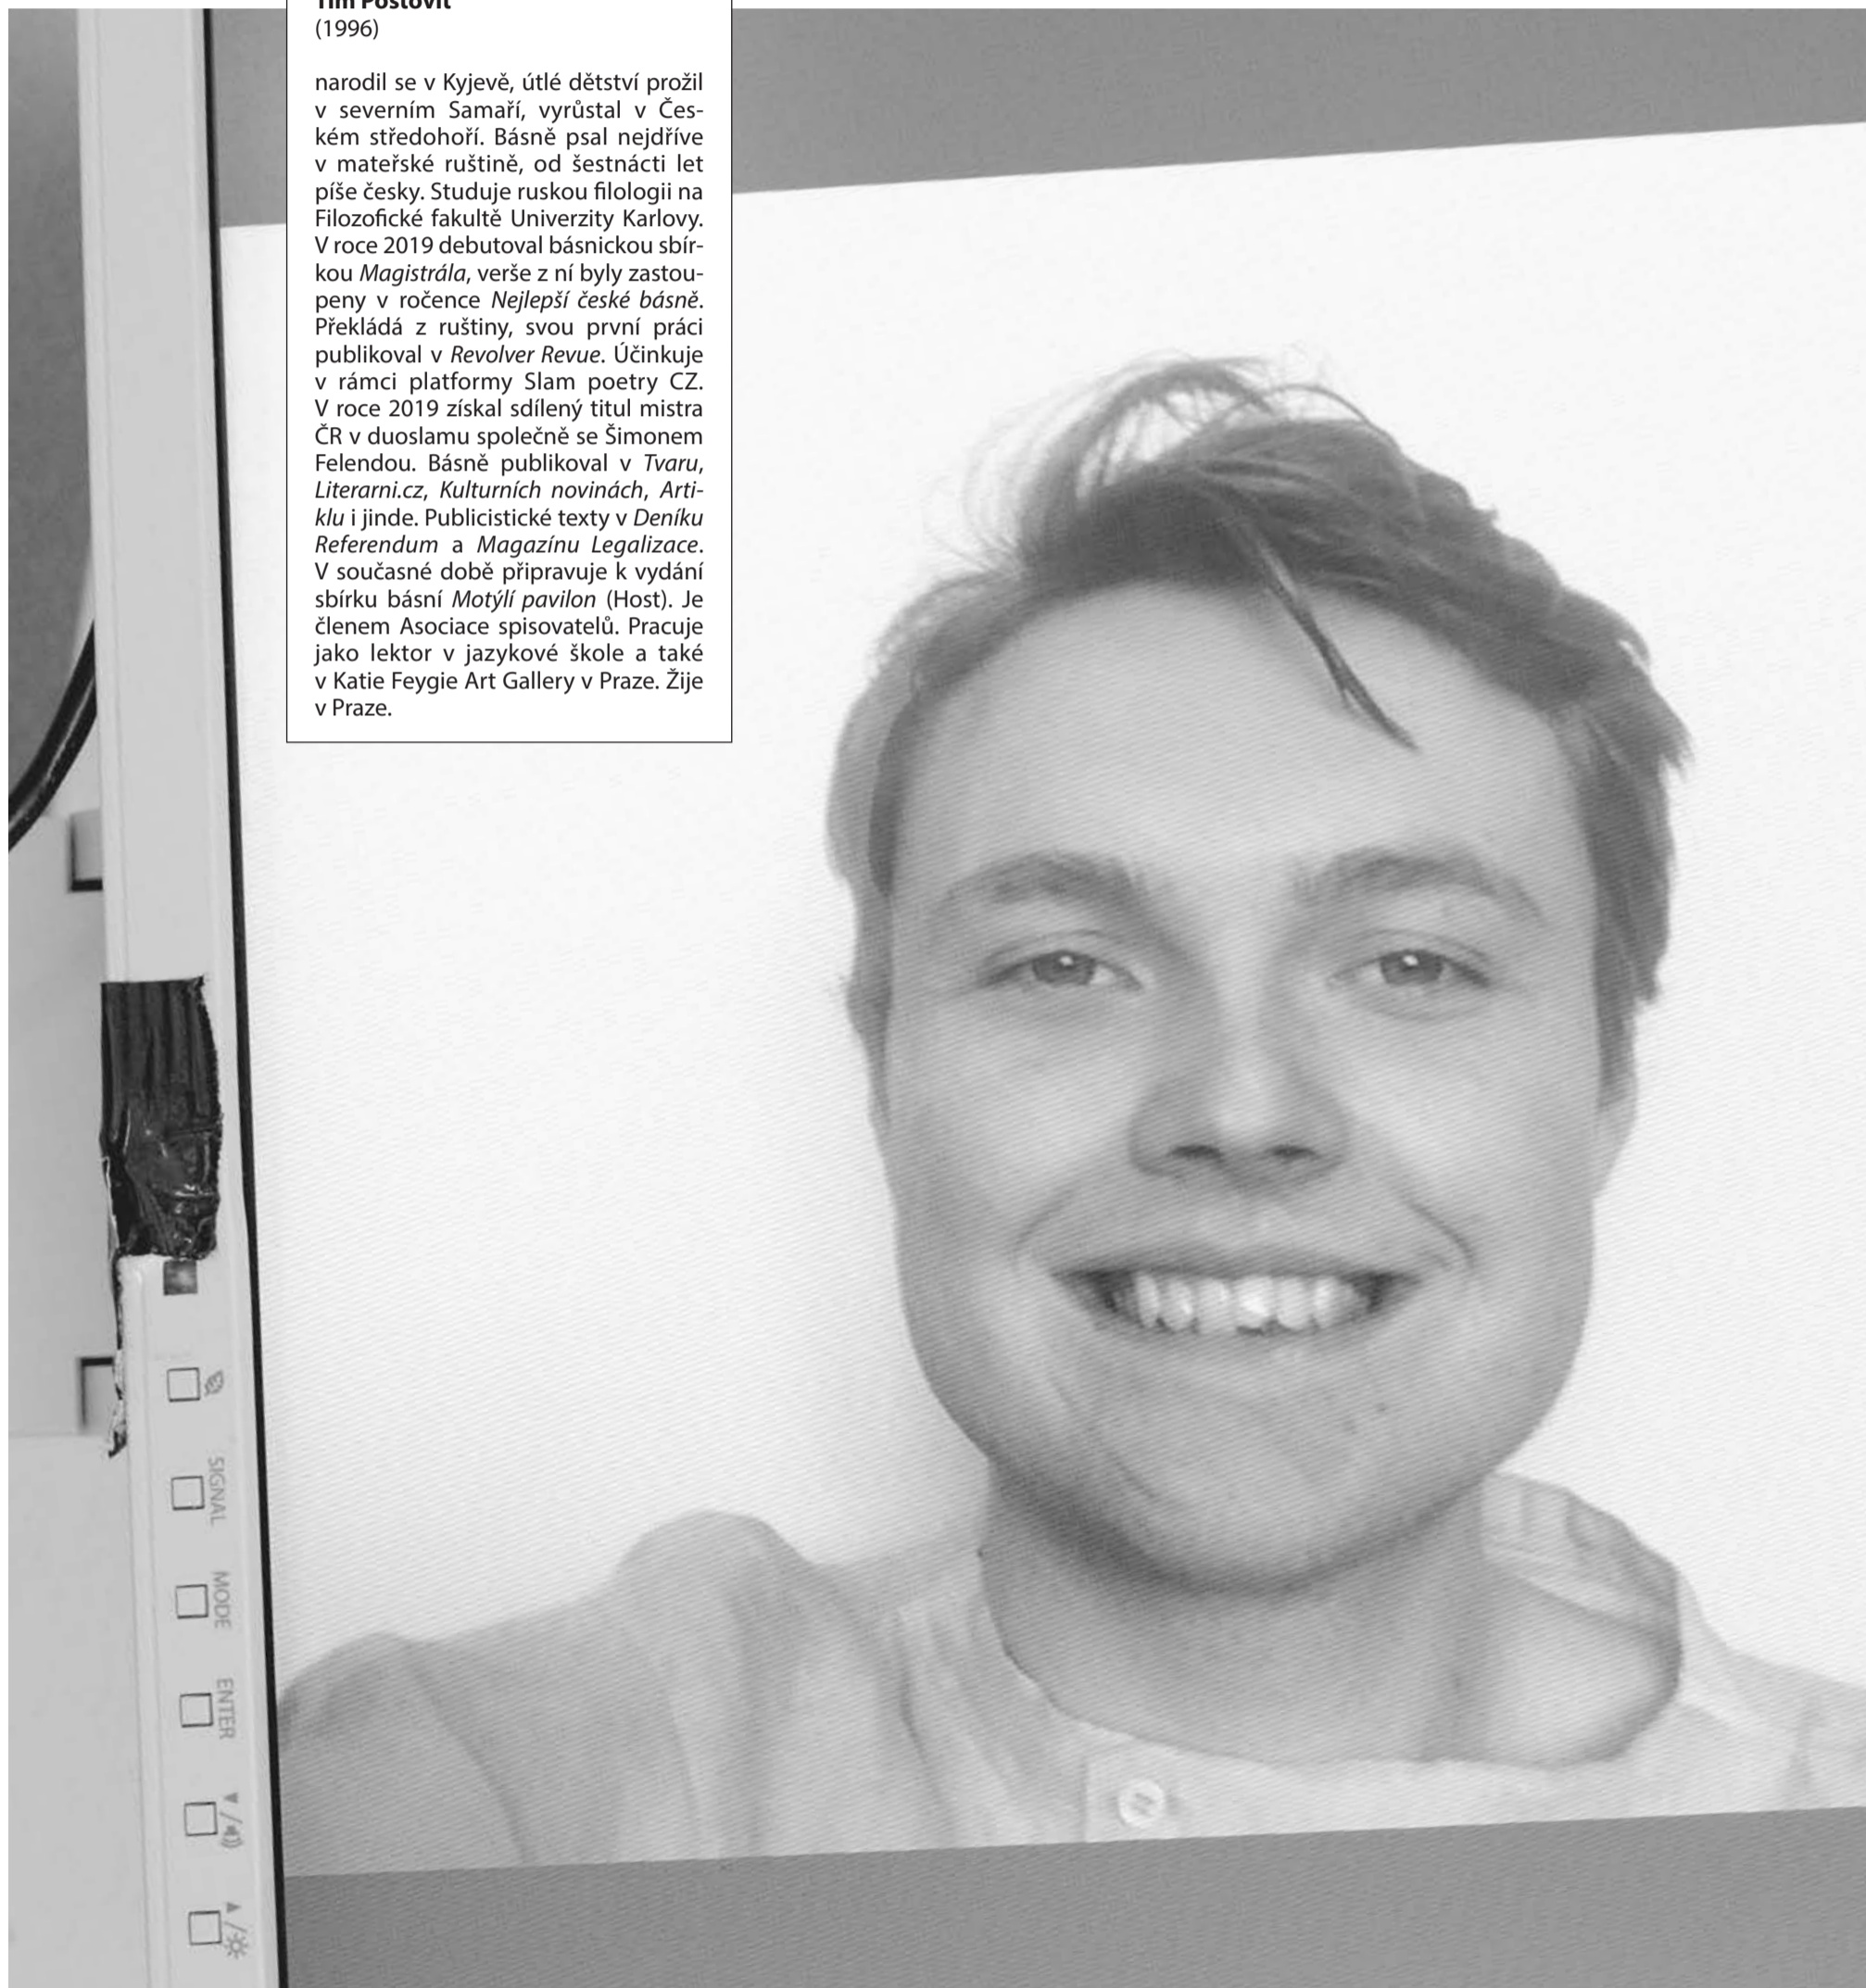 Tim Postovit
(1996)
narodil se v Kyjevě, útlé dětství prožil
v severním Samaří, vyrůstal v Čes-
kém středohoří. Básně psal nejdříve
v mateřské ruštině, od šestnácti let
píše česky. Studuje ruskou filologii na
Filozofické fakultě Univerzity Karlovy.
V roce 2019 debutoval básnickou sbír-
kou Magistrála, verše z ní byly zastou-
peny v ročence Nejlepší české básně.
Překládá z ruštiny, svou první práci
publikoval v Revolver Revue. Účinkuje
v rámci platformy Slam poetry CZ.
V roce 2019 získal sdílený titul mistra
ČR v duoslamu společně se Šimonem
Felendou. Básně publikoval v Tvaru,
Literarni.cz, Kulturních novinách, Arti-
klu i jinde. Publicistické texty v Deníku
Referendum a Magazínu Legalizace.
V současné době připravuje k vydání
sbírku básní Motýlí pavilon (Host). Je
členem Asociace spisovatelů. Pracuje
jako lektor v jazykové škole a také
v Katie Feygie Art Gallery v Praze. Žije
v Praze.
SIGNAL
MODE
ENTER